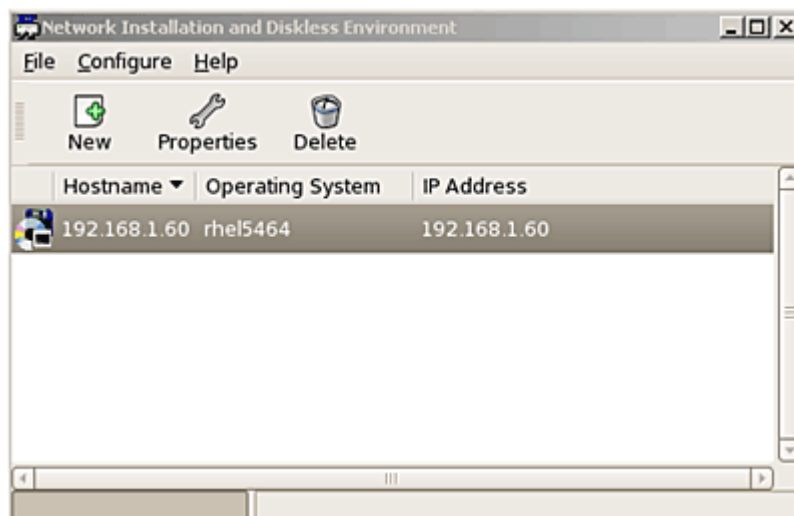 Network Installation and Diskless Environment
File Configure Help
New Properties Delete
Hostname Operating System IP Address
192.168.1.60 rhel5464 192.168.1.60